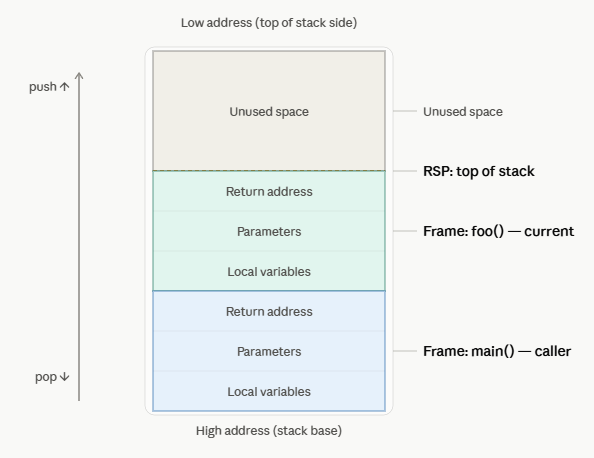 Low address (top of stack side)
push ↑
Unused space
Unused space
RSP: top of stack
Return address
Parameters
Frame: foo() — current
Local variables
Return address
Parameters
Frame: main() — caller
pop ↓
Local variables
High address (stack base)